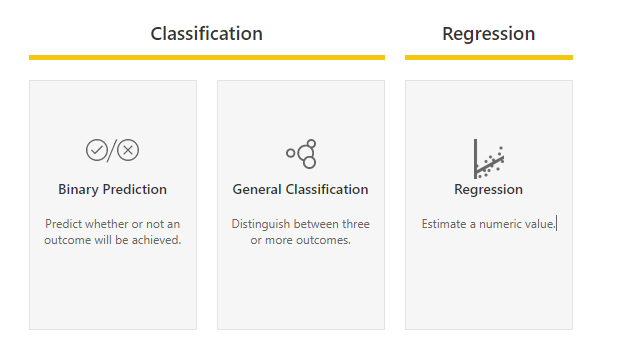 Classification
Regression
Binary Prediction
Predict whether or not an
outcome will be achieved.
General Classification
Distinguish between three
or more outcomes.
Regression
Estimate a numeric value.